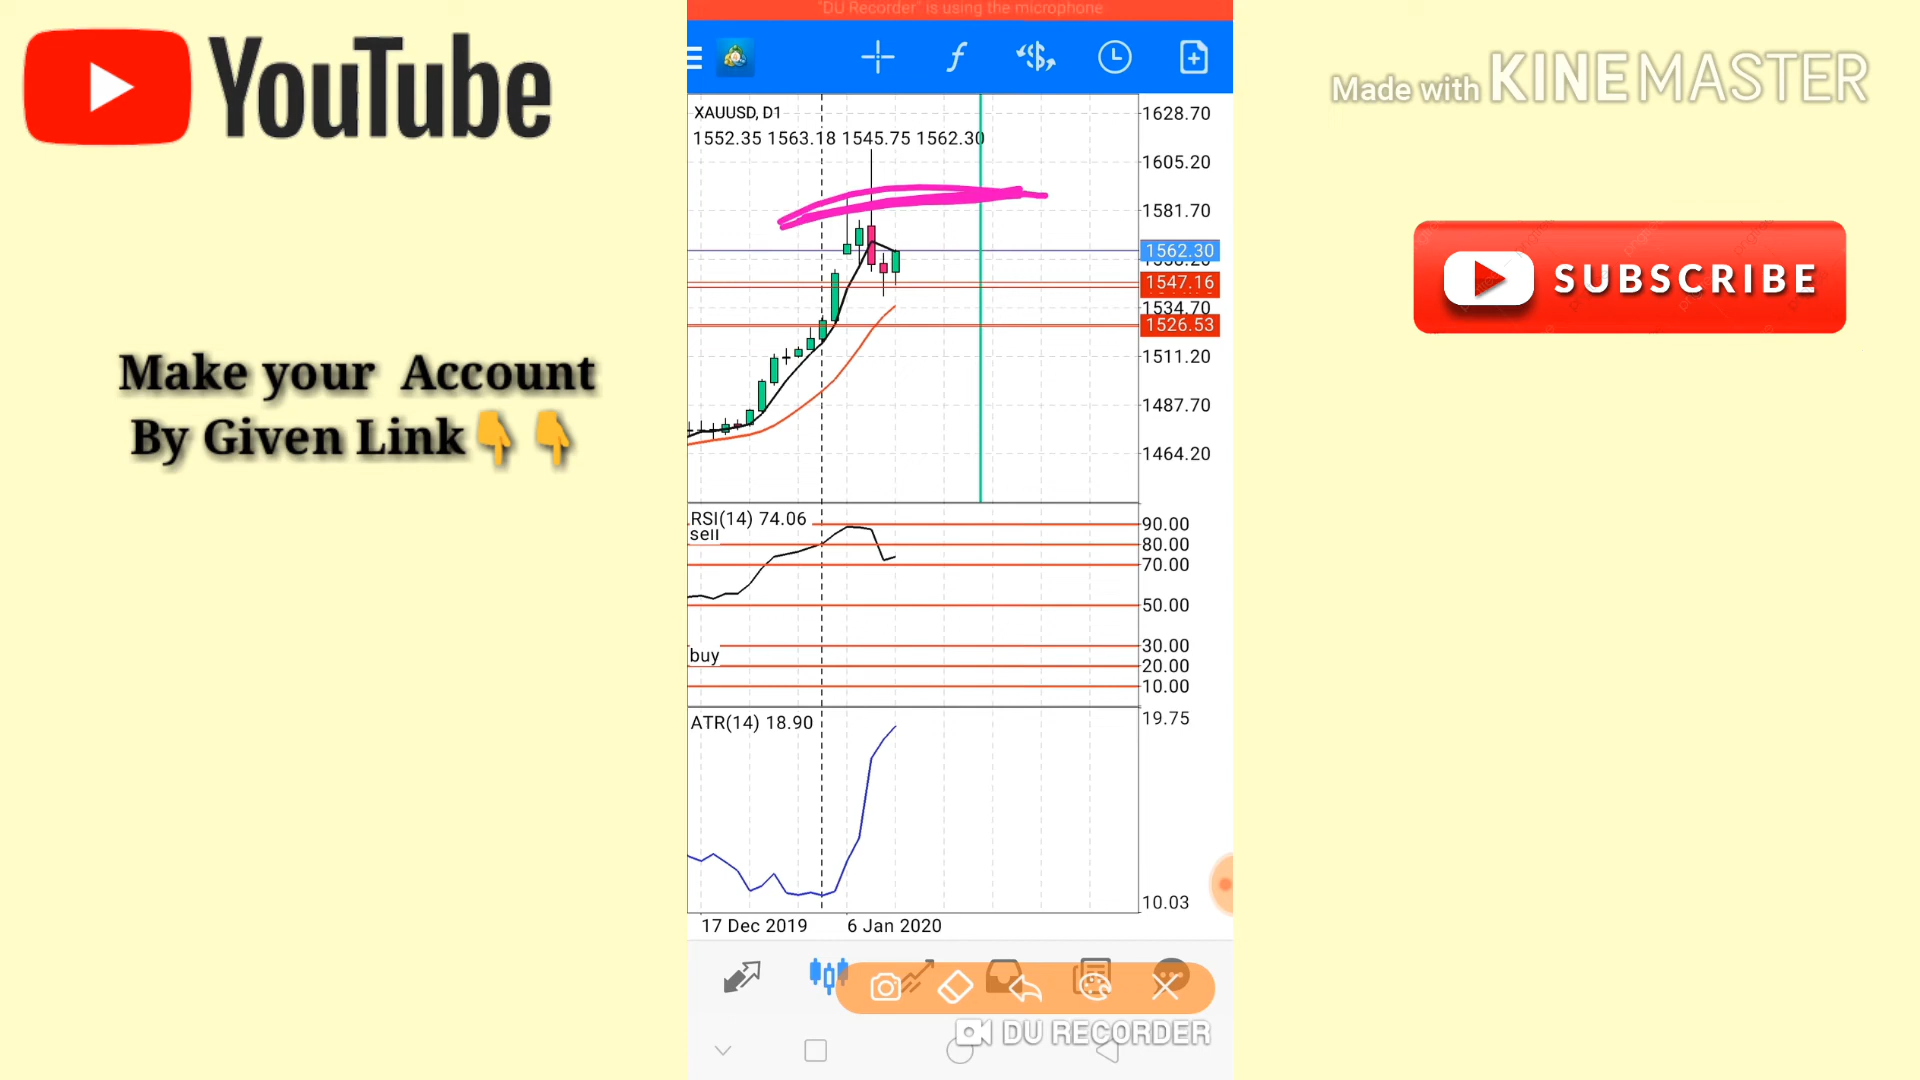 "DU Recorder" is using the microphone
YouTube
Made with KINEMASTER
XAUUSD, D1
1552.35 1563.18 1545.75 1562.30
1628.70
1605.20
1581.70
1562.30
1547.16
1534.70
1526.53
1511.20
1487.70
1464.20
SUBSCRIBE
Make your Account
By Given Link👇👇
RSI(14) 74.06
sell
90.00
80.00
70.00
50.00
30.00
buy
20.00
10.00
ATR(14) 18.90
19.75
10.03
17 Dec 2019 6 Jan 2020
DU RECORDER